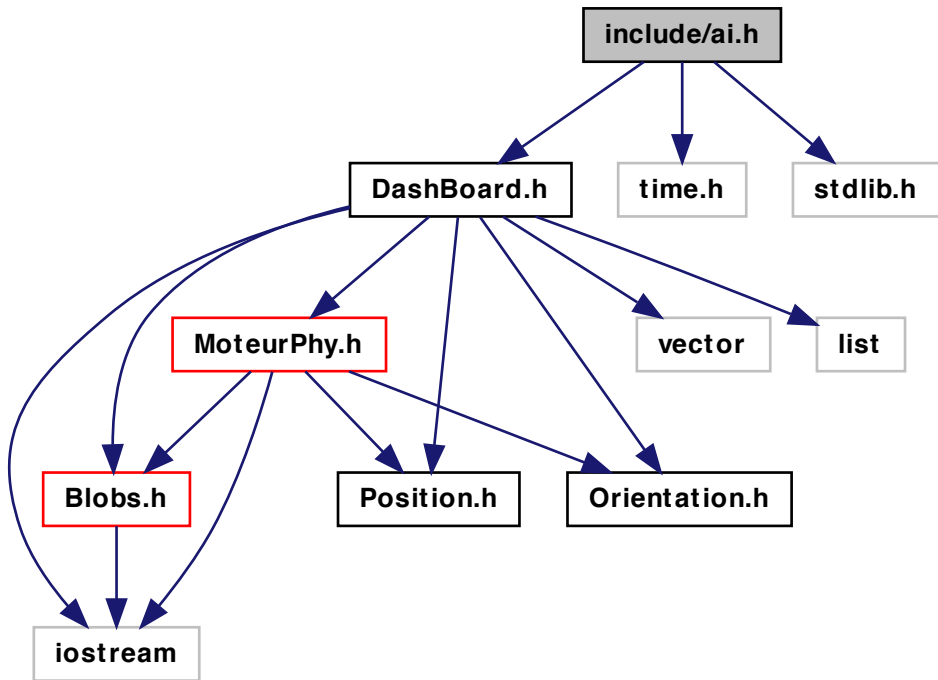 include/ai.h
DashBoard.h
time.h
stdlib.h
MoteurPhy.h
vector
list
Blobs.h
Position.h
Orientation.h
iostream